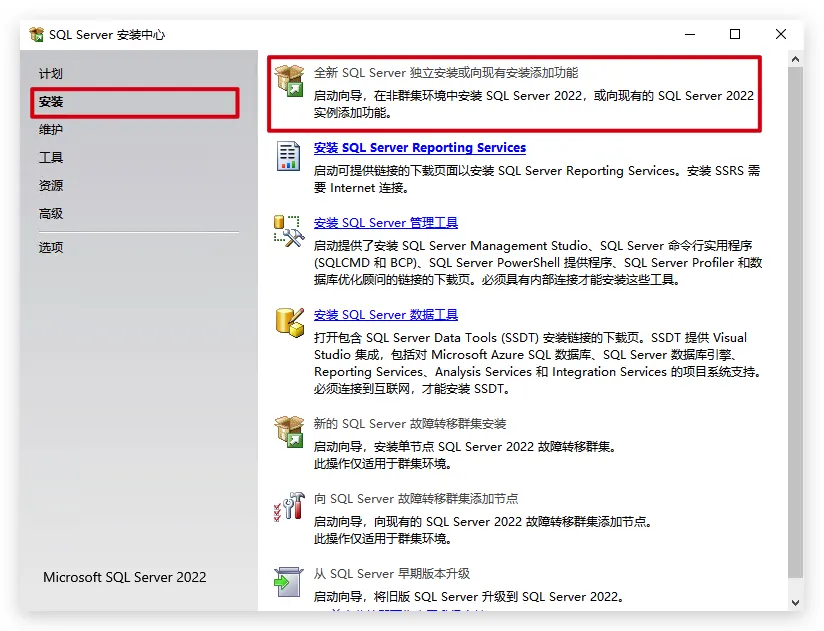 SQL Server 安装中心
计划
安装
维护
工具
资源
高级
选项
Microsoft SQL Server 2022
全新 SQL Server 独立安装或向现有安装添加功能
启动向导，在非群集环境中安装 SQL Server 2022，或向现有的 SQL Server 2022
实例添加功能。
安装 SQL Server Reporting Services
启动可提供链接的下载页面以安装 SQL Server Reporting Services。安装 SSRS 需
要 Internet 连接。
安装 SQL Server 管理工具
启动提供了安装 SQL Server Management Studio、SQL Server 命令行实用程序
(SQLCMD 和 BCP)、SQL Server PowerShell 提供程序、SQL Server Profiler 和数
据库优化顾问的链接的下载页。必须具有内部连接才能安装这些工具。
安装 SQL Server 数据工具
打开包含 SQL Server Data Tools (SSDT) 安装链接的下载页。SSDT 提供 Visual
Studio 集成，包括对 Microsoft Azure SQL 数据库、SQL Server 数据库引擎、
Reporting Services、Analysis Services 和 Integration Services 的项目系统支持。
必须连接到互联网，才能安装 SSDT。
新的 SQL Server 故障转移群集安装
启动向导，安装单节点 SQL Server 2022 故障转移群集。
此操作仅适用于群集环境。
向 SQL Server 故障转移群集添加节点
启动向导，向现有的 SQL Server 2022 故障转移群集添加节点。
此操作仅适用于群集环境。
从 SQL Server 早期版本升级
启动向导，将旧版 SQL Server 升级到 SQL Server 2022。